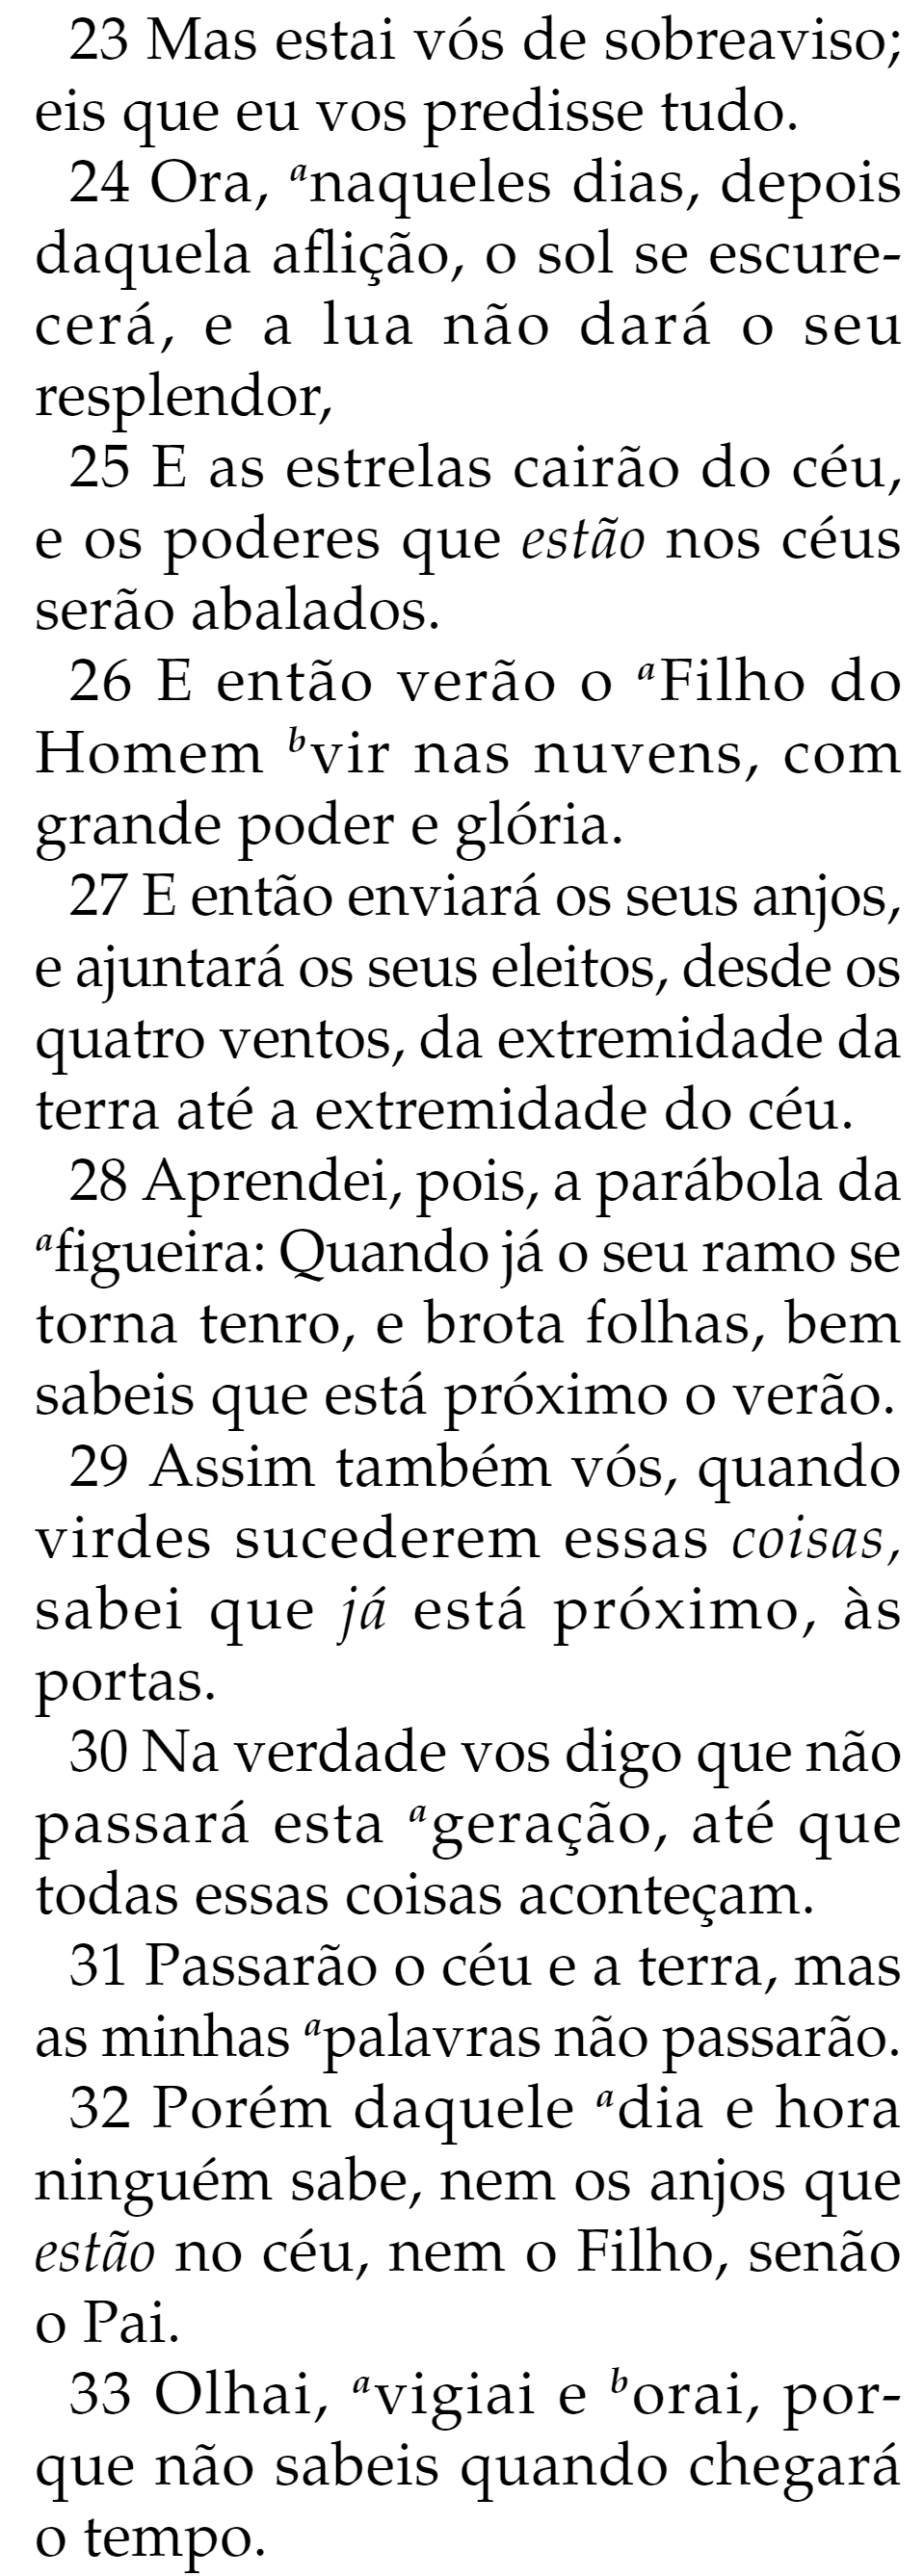 23 Mas estai vós de sobreaviso;
eis que eu vos predisse tudo.
24 Ora, ᵃnaqueles dias, depois
daquela aflição, o sol se escure-
cerá, e a lua não dará o seu
resplendor,
25 E as estrelas cairão do céu,
e os poderes que estão nos céus
serão abalados.
26 E então verão o ᵃFilho do
Homem ᵇvir nas nuvens, com
grande poder e glória.
27 E então enviará os seus anjos,
e ajuntará os seus eleitos, desde os
quatro ventos, da extremidade da
terra até a extremidade do céu.
28 Aprendei, pois, a parábola da
ᵃfigueira: Quando já o seu ramo se
torna tenro, e brota folhas, bem
sabeis que está próximo o verão.
29 Assim também vós, quando
virdes sucederem essas coisas,
sabei que já está próximo, às
portas.
30 Na verdade vos digo que não
passará esta ᵃgeração, até que
todas essas coisas aconteçam.
31 Passarão o céu e a terra, mas
as minhas ᵃpalavras não passarão.
32 Porém daquele ᵃdia e hora
ninguém sabe, nem os anjos que
estão no céu, nem o Filho, senão
o Pai.
33 Olhai, ᵃvigiai e ᵇorai, por-
que não sabeis quando chegará
o tempo.